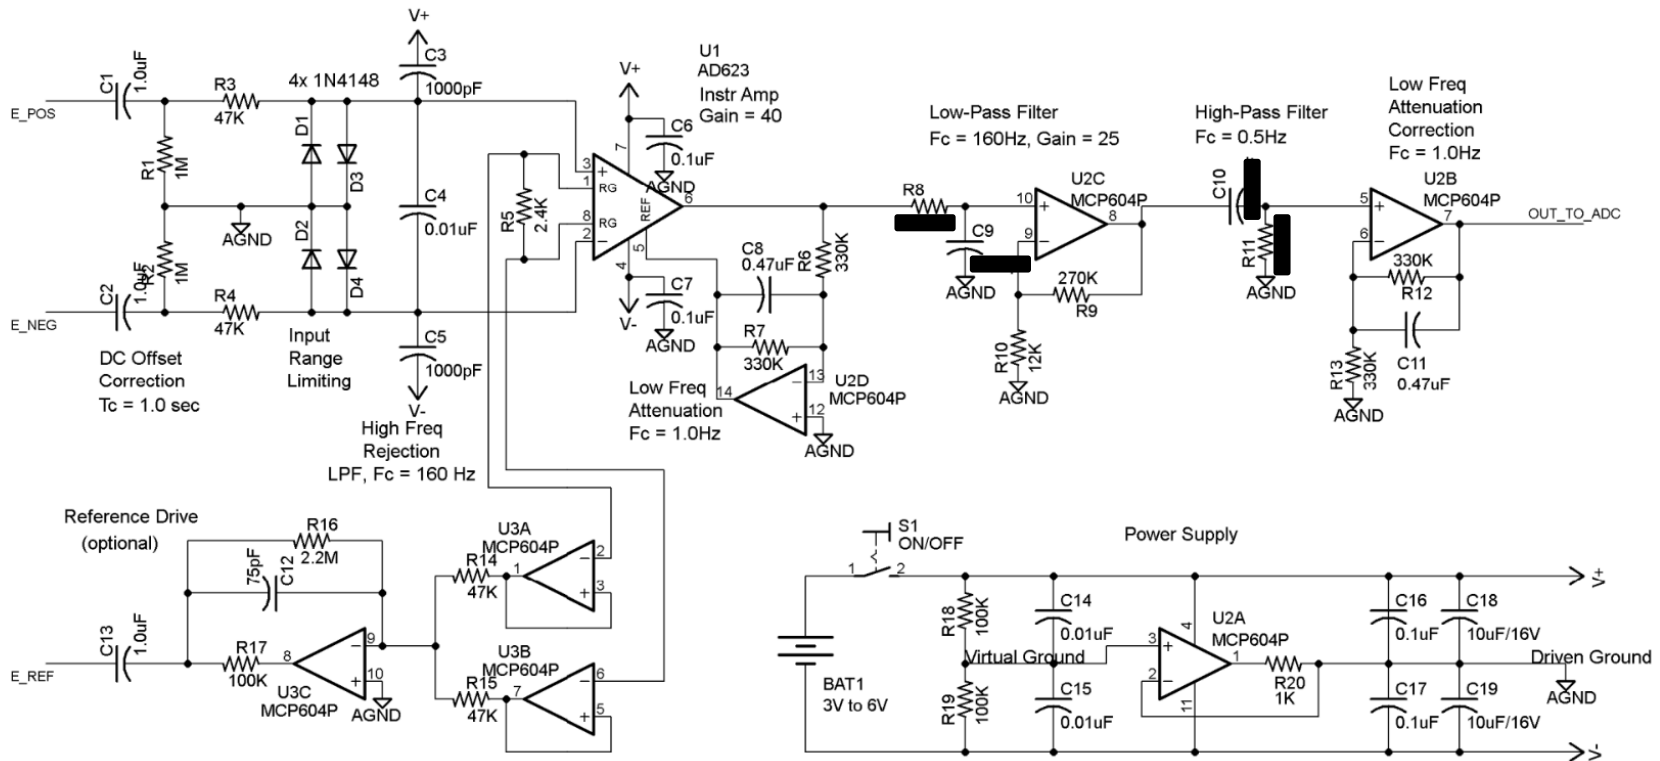 V+
C3
1000pF
C1
1.0uF
E_POS
R3
47K
4x 1N4148
D1
D3
R1
1M
AGND
C4
0.01uF
D2
D4
R2
1M
C2
1.0uF
E_NEG
R4
47K
DC Offset
Correction
Tc = 1.0 sec
Input
Range
Limiting
C5
1000pF
V-
High Freq
Rejection
LPF, Fc = 160 Hz
U1
AD623
Instr Amp
Gain = 40
V+
C6
0.1uF
AGND
7
3
+
1
RG
8
RG
2
-
REF
6
5
4
R5
2.4K
C7
0.1uF
AGND
V-
C8
0.47uF
R6
330K
R7
330K
14
13
-
12
+
U2D
MCP604P
AGND
Low Freq
Attenuation
Fc = 1.0Hz
Low-Pass Filter
Fc = 160Hz, Gain = 25
R8
C9
AGND
10
+
9
-
8
U2C
MCP604P
270K
R9
R10
12K
AGND
High-Pass Filter
Fc = 0.5Hz
C10
R11
AGND
Low Freq
Attenuation
Correction
Fc = 1.0Hz
U2B
MCP604P
5
+
6
-
7
OUT_TO_ADC
330K
R12
C11
0.47uF
R13
330K
AGND
Reference Drive
(optional)
R16
2.2M
75pF
C12
C13
1.0uF
E_REF
R17
100K
8
9
-
10
+
U3C
MCP604P
AGND
R14
47K
U3A
MCP604P
1
2
-
3
+
R15
47K
U3B
MCP604P
7
6
-
5
+
Power Supply
S1
ON/OFF
1
2
BAT1
3V to 6V
R18
100K
R19
100K
C14
0.01uF
Virtual Ground
C15
0.01uF
U2A
MCP604P
4
3
+
2
-
1
11
R20
1K
C16
0.1uF
C18
10uF/16V
C17
0.1uF
C19
10uF/16V
Driven Ground
AGND
V+
V-